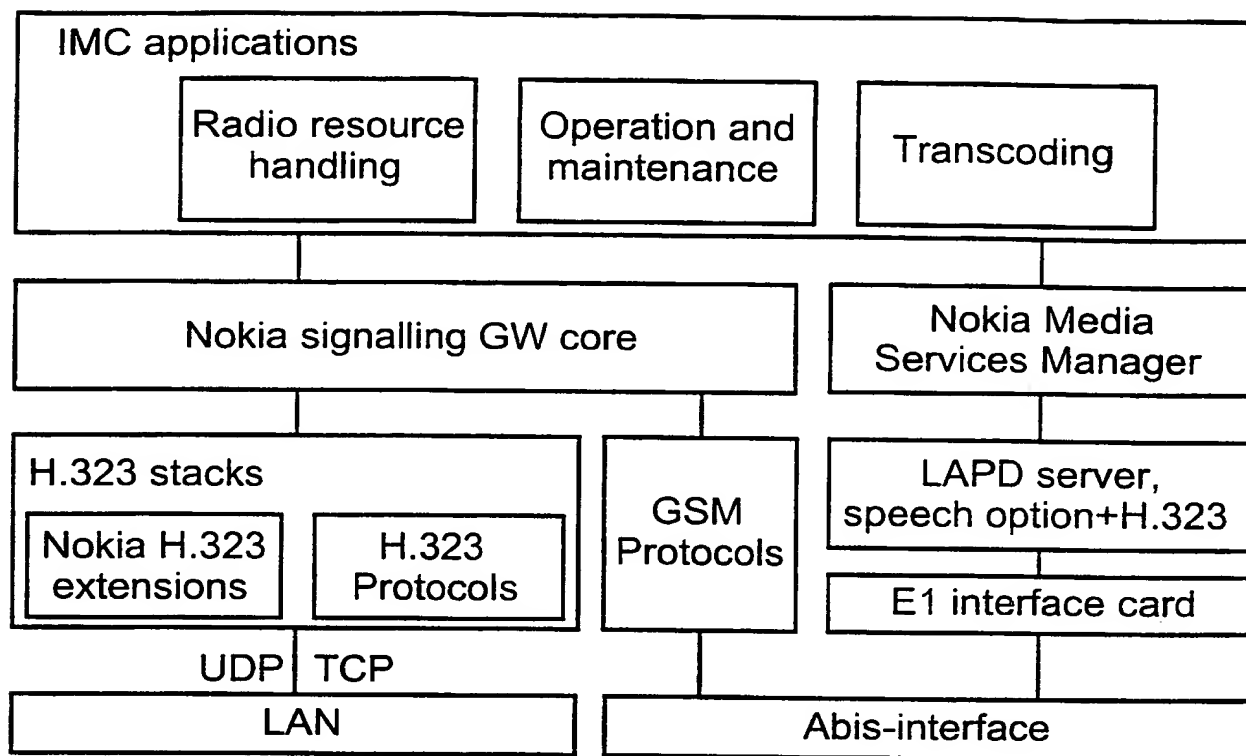 IMC applications
Radio resource
handling
Operation and
maintenance
Transcoding
Nokia signalling GW core
Nokia Media
Services Manager
H.323 stacks
Nokia H.323
extensions
H.323
Protocols
GSM
Protocols
LAPD server,
speech option+H.323
E1 interface card
UDP TCP
LAN
Abis-interface